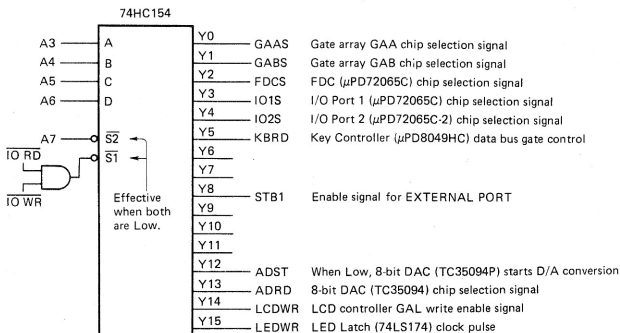 74HC154
A3 A Y0 GAAS Gate array GAA chip selection signal
A4 B Y1 GABS Gate array GAB chip selection signal
A5 C Y2 FDCS FDC (μPD72065C) chip selection signal
A6 D Y3 IO1S I/O Port 1 (μPD72065C) chip selection signal
Y4 IO2S I/O Port 2 (μPD72065C-2) chip selection signal
A7 S2 Y5 KBRD Key Controller (μPD8049HC) data bus gate control
IO RD S1 Y6
Y7
IO WR
Effective
when both
are Low.
Y8 STB1 Enable signal for EXTERNAL PORT
Y9
Y10
Y11
Y12 ADST When Low, 8-bit DAC (TC35094P) starts D/A conversion
Y13 ADRD 8-bit DAC (TC35094) chip selection signal
Y14 LCDWR LCD controller GAL write enable signal
Y15 LEDWR LED Latch (74LS174) clock pulse